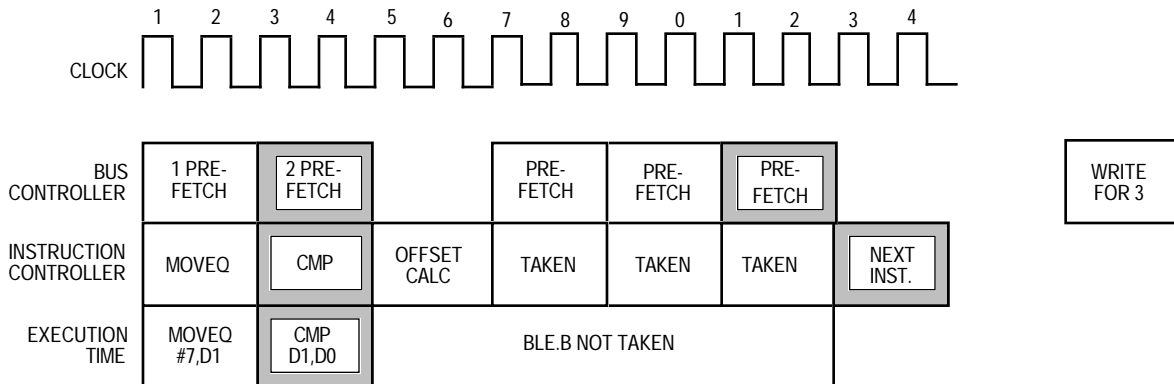 1 2 3 4 5 6 7 8 9 0 1 2 3 4
CLOCK
BUS
CONTROLLER
1 PRE-
FETCH
2 PRE-
FETCH
PRE-
FETCH
PRE-
FETCH
PRE-
FETCH
WRITE
FOR 3
INSTRUCTION
CONTROLLER
MOVEQ
CMP
OFFSET
CALC
TAKEN
TAKEN
TAKEN
NEXT
INST.
EXECUTION
TIME
MOVEQ
#7,D1
CMP
D1,D0
BLE.B NOT TAKEN